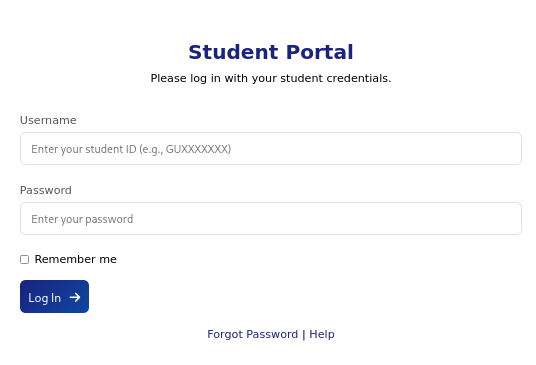 Student Portal
Please log in with your student credentials.
Username
Enter your student ID (e.g., GUXXXXXXX)
Password
Enter your password
Remember me
Log In →
Forgot Password | Help